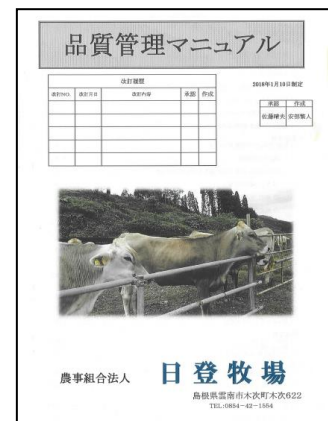 品質管理マニュアル
改訂履歴
改訂NO. 改訂月日 改訂内容 承認 作成
2018年1月10日制定
承認 作成
佐藤晴夫 安部繁人
農事組合法人 日登牧場
島根県雲南市木次町木次622
TEL:0854-42-1554